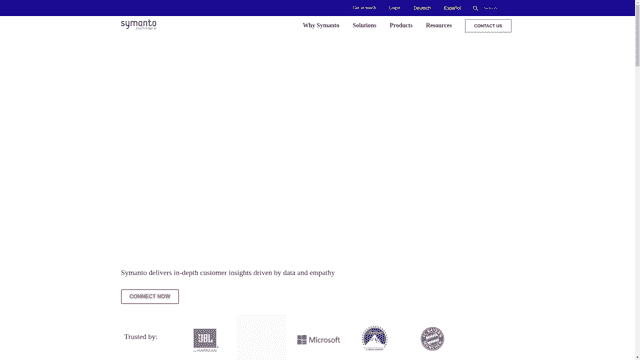 Login Deutsch Español
symanto
Why Symanto Solutions Products Resources CONTACT US
Symanto delivers in-depth customer insights driven by data and empathy
CONNECT NOW
Trusted by:
JBL
Microsoft